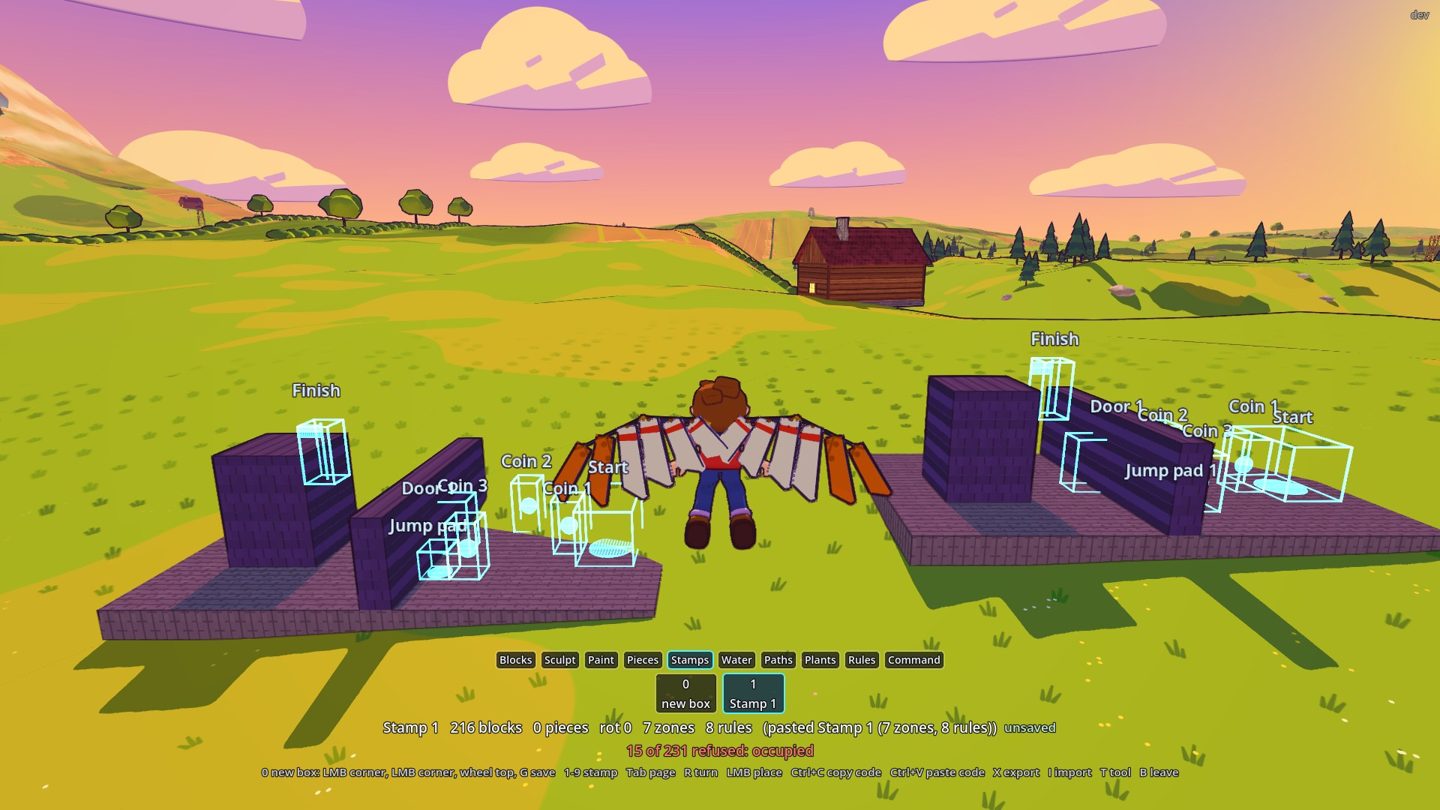 dev
Finish
Finish
Door 1
Coin 2
Coin 1
Start
Coin 3
Jump pad 1
Coin 2
Start
Door
Coin 3
Coin 1
Jump pad
Blocks Sculpt Paint Pieces Stamps Water Paths Plants Rules Command
0 1
new box Stamp 1
Stamp 1 216 blocks 0 pieces rot 0 7 zones 8 rules (pasted Stamp 1 (7 zones, 8 rules)) unsaved
15 of 231 refused: occupied
0 new box: LMB corner, LMB corner, wheel top, G save 1-9 stamp Tab page R turn LMB place Ctrl+C copy code Ctrl+V paste code X export I import T tool B leave